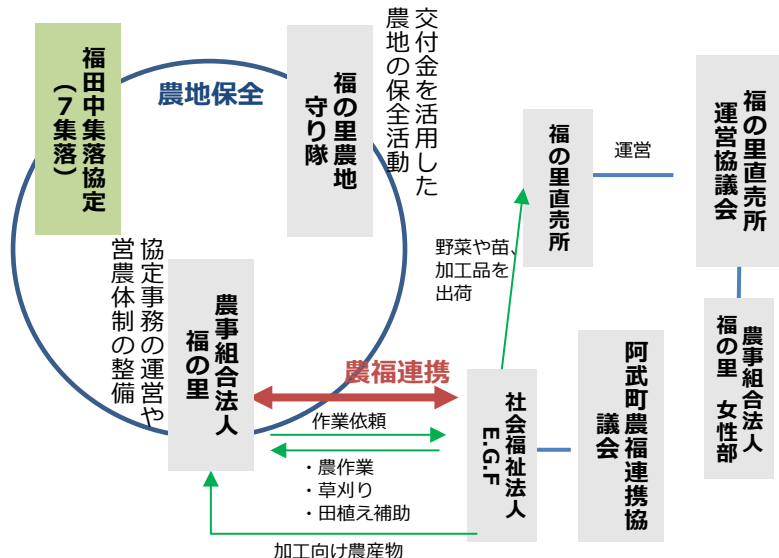 福田中集落協定
（７集落）
農地保全
福の里農地
守り隊
交付金を活用した
農地の保全活動
協定事務の運営や
営農体制の整備
農事組合法人
福の里
農福連携
作業依頼
・農作業
・草刈り
・田植え補助
加工向け農産物
社会福祉法人
E.G.F
野菜や苗、
加工品を
出荷
福の里直売所
運営
福の里直売所
運営協議会
農事組合法人
福の里　女性部
阿武町農福連携協
議会